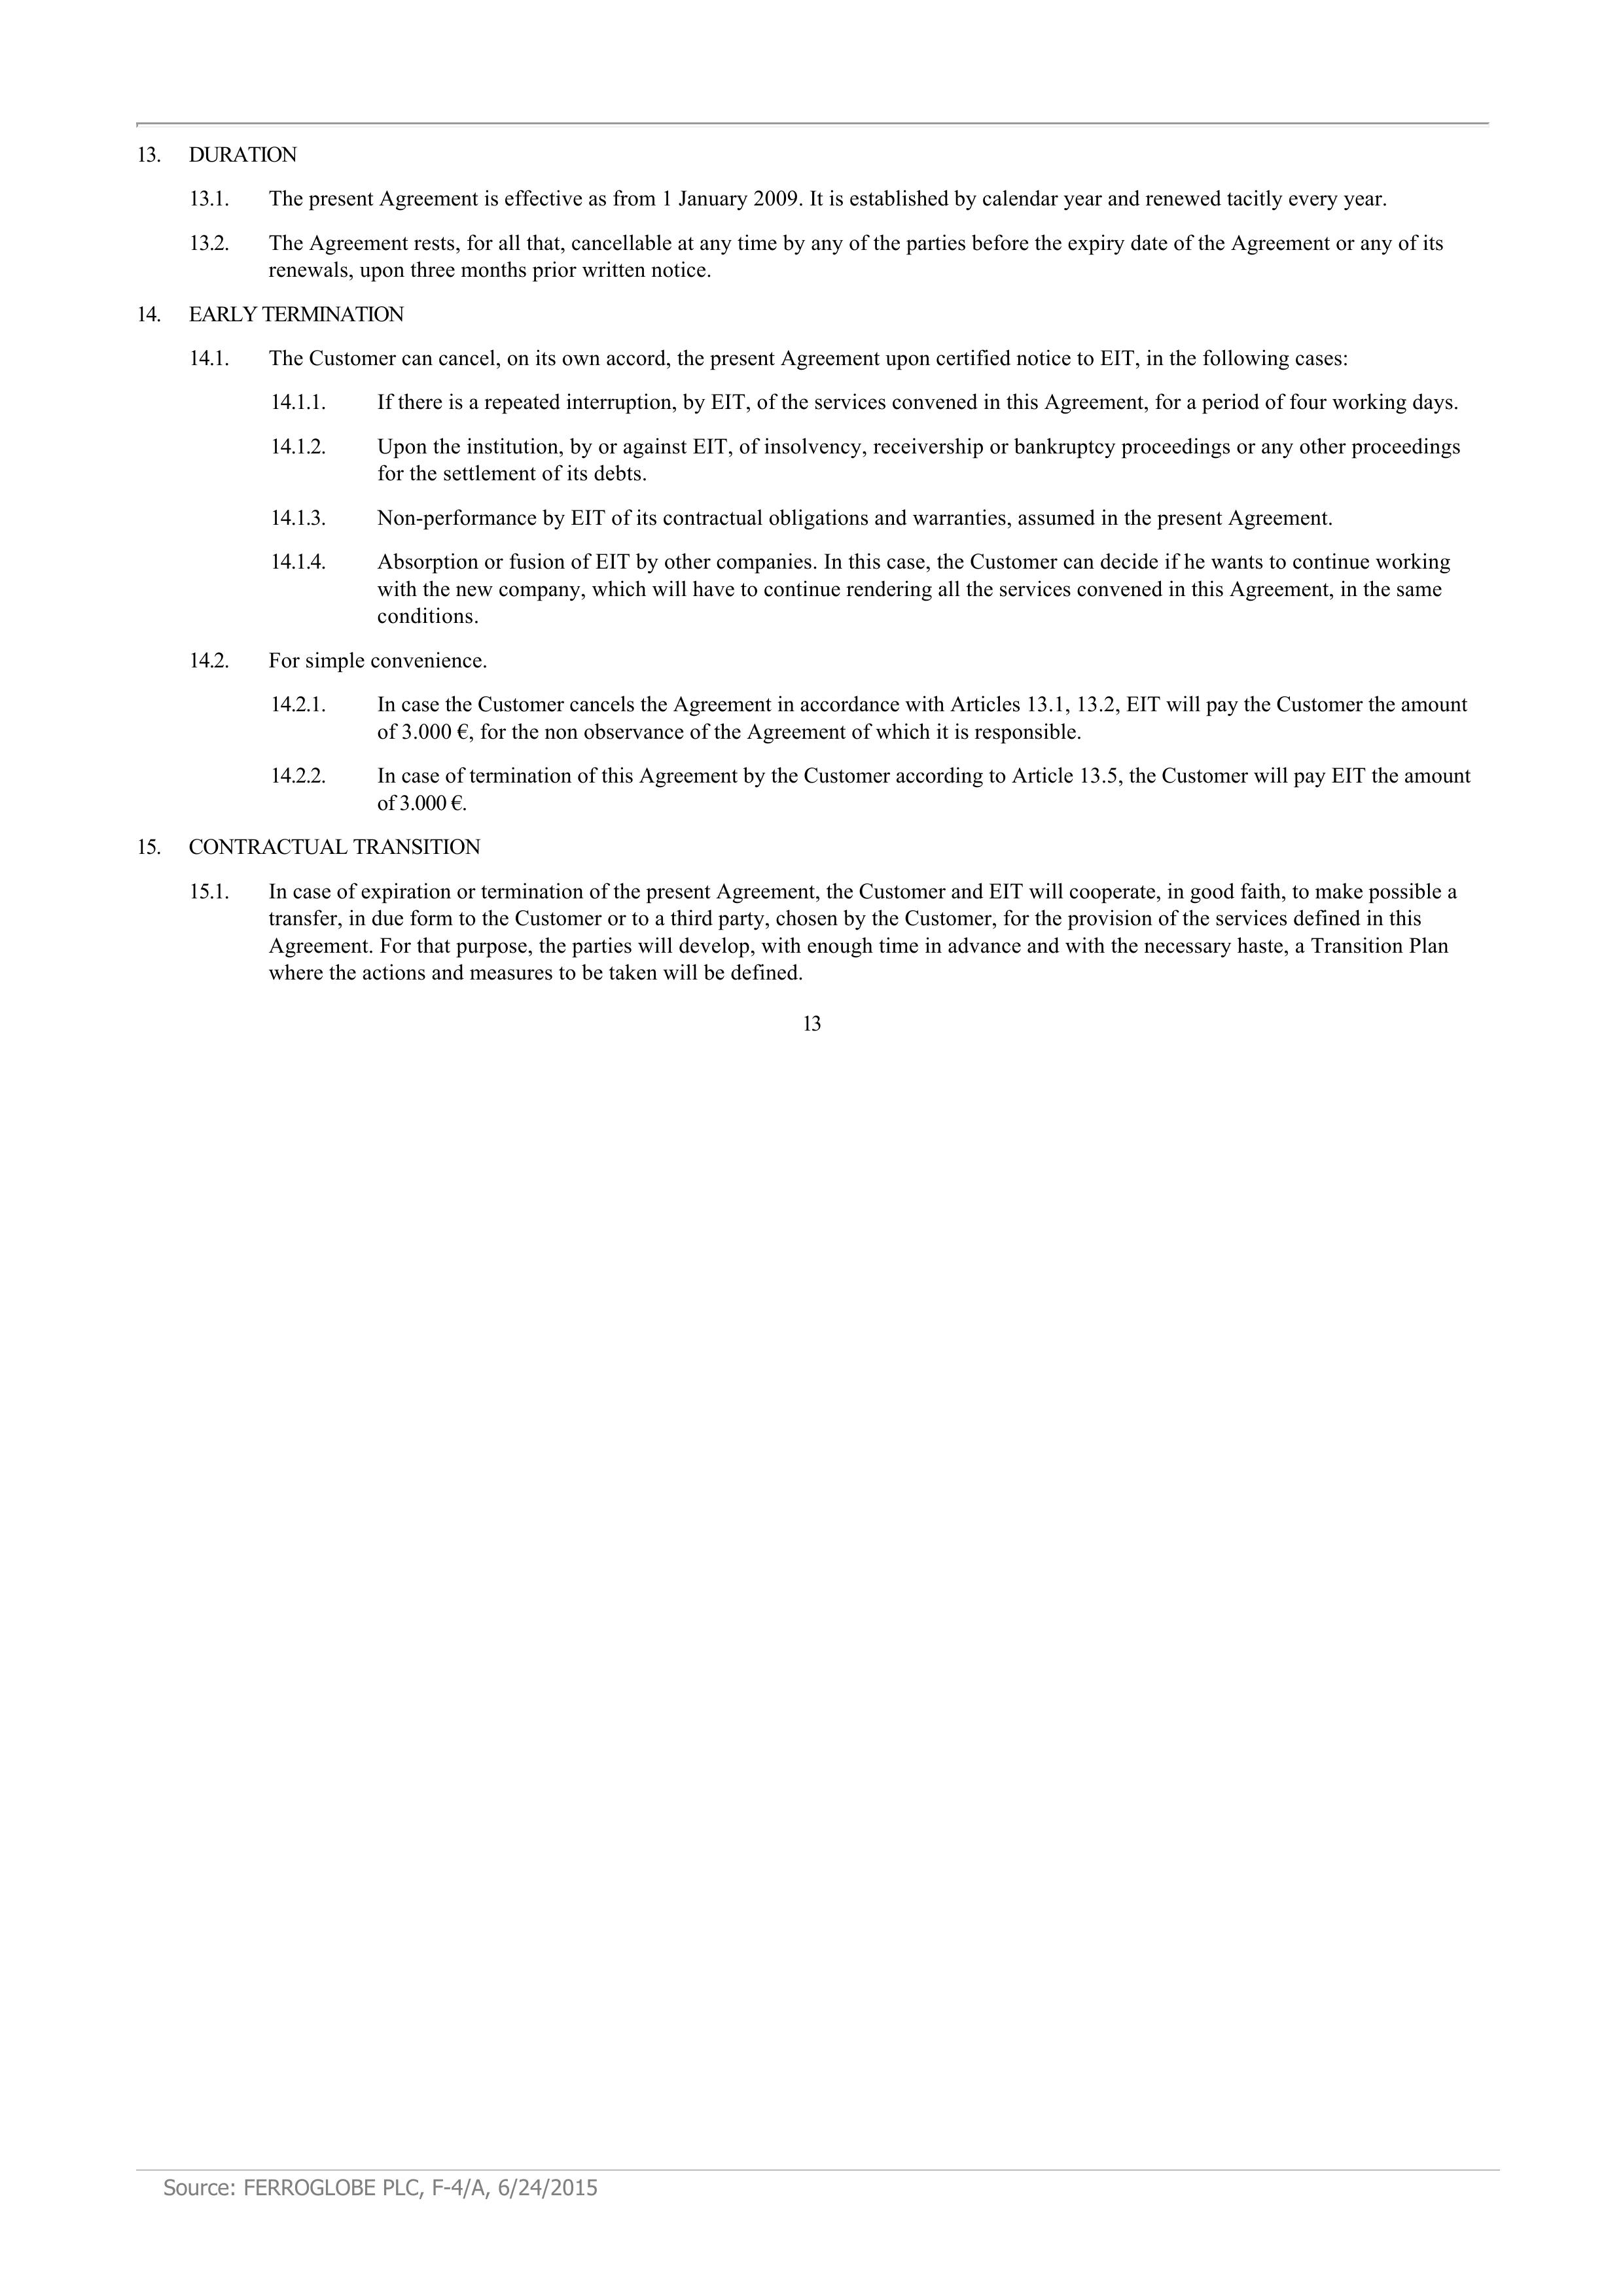 13. DURATION
13.1. The present Agreement is effective as from 1 January 2009. It is established by calendar year and renewed tacitly every year.
13.2. The Agreement rests, for all that, cancellable at any time by any of the parties before the expiry date of the Agreement or any of its
renewals, upon three months prior written notice.
14. EARLY TERMINATION
14.1. The Customer can cancel, on its own accord, the present Agreement upon certified notice to EIT, in the following cases:
14.1.1. If there is a repeated interruption, by EIT, of the services convened in this Agreement, for a period of four working days.
14.1.2. Upon the institution, by or against EIT, of insolvency, receivership or bankruptcy proceedings or any other proceedings
for the settlement of its debts.
14.1.3. Non-performance by EIT of its contractual obligations and warranties, assumed in the present Agreement.
14.1.4. Absorption or fusion of EIT by other companies. In this case, the Customer can decide if he wants to continue working
with the new company, which will have to continue rendering all the services convened in this Agreement, in the same
conditions.
14.2. For simple convenience.
14.2.1. In case the Customer cancels the Agreement in accordance with Articles 13.1, 13.2, EIT will pay the Customer the amount
of 3.000 €, for the non observance of the Agreement of which it is responsible.
14.2.2. In case of termination of this Agreement by the Customer according to Article 13.5, the Customer will pay EIT the amount
of 3.000 €.
15. CONTRACTUAL TRANSITION
15.1. In case of expiration or termination of the present Agreement, the Customer and EIT will cooperate, in good faith, to make possible a
transfer, in due form to the Customer or to a third party, chosen by the Customer, for the provision of the services defined in this
Agreement. For that purpose, the parties will develop, with enough time in advance and with the necessary haste, a Transition Plan
where the actions and measures to be taken will be defined.
13
Source: FERROGLOBE PLC, F-4/A, 6/24/2015